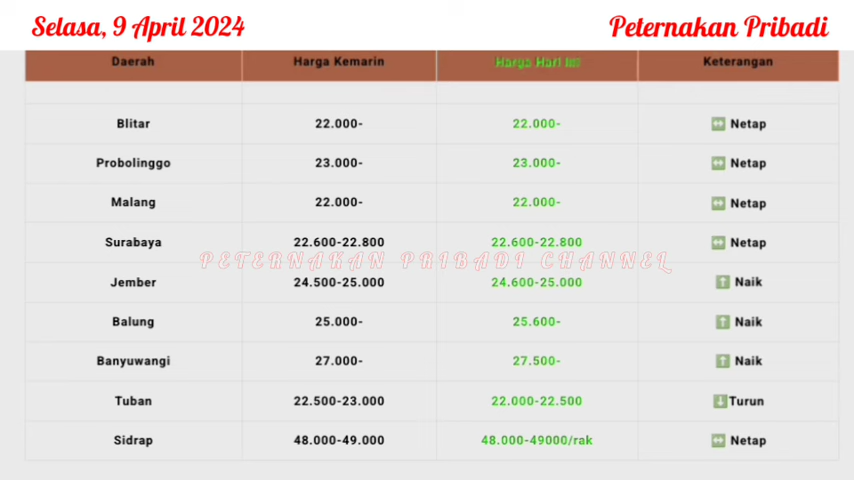 Selasa, 9 April 2024 Peternakan Pribadi
Daerah Harga Kemarin Harga Hari Ini Keterangan
Blitar 22.000- 22.000- ↔ Netap
Probolinggo 23.000- 23.000- ↔ Netap
Malang 22.000- 22.000- ↔ Netap
Surabaya 22.600-22.800 22.600-22.800 ↔ Netap
PETERNAKAN PRIBADI CHANNEL
Jember 24.500-25.000 24.600-25.000 ↑ Naik
Balung 25.000- 25.600- ↑ Naik
Banyuwangi 27.000- 27.500- ↑ Naik
Tuban 22.500-23.000 22.000-22.500 ↓Turun
Sidrap 48.000-49.000 48.000-49000/rak ↔ Netap